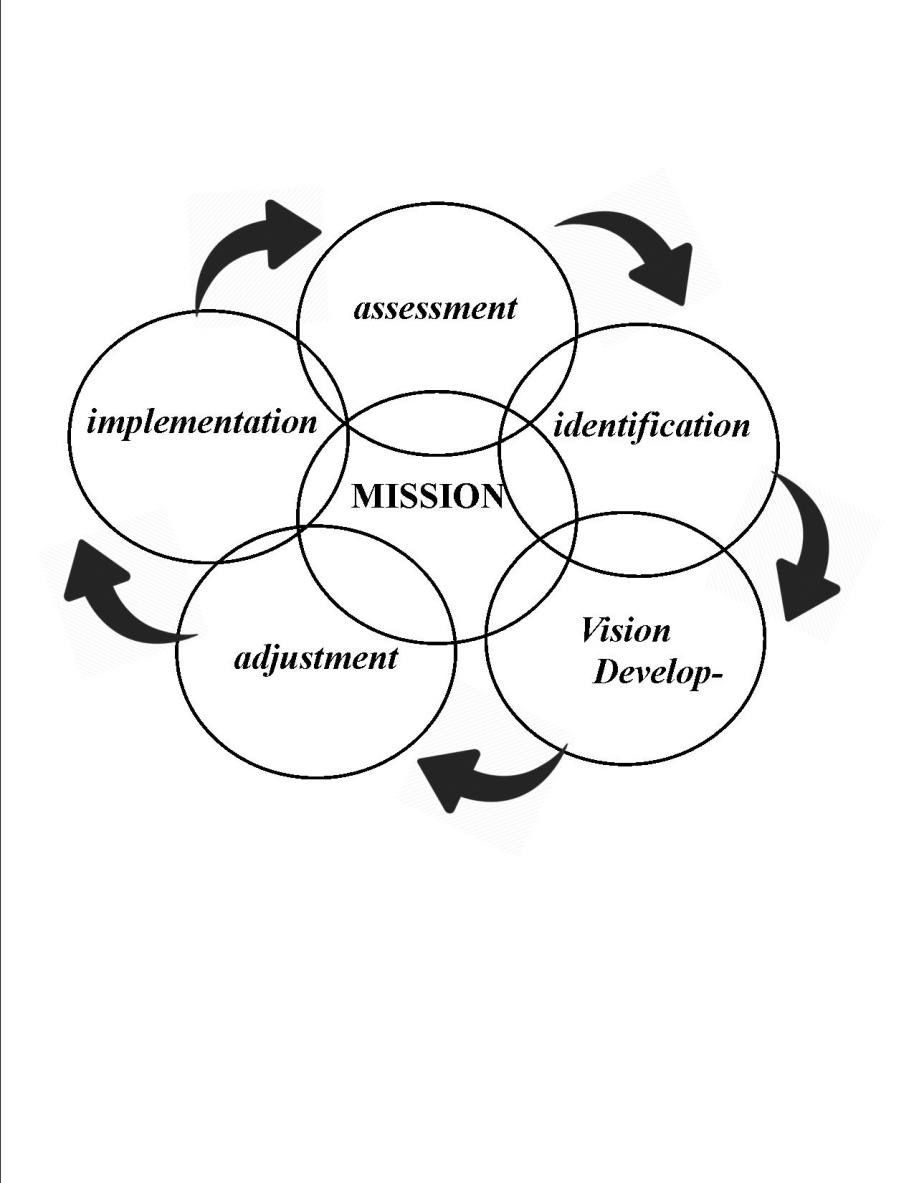 assessment
implementation
identification
MISSION
Vision
Develop-
adjustment